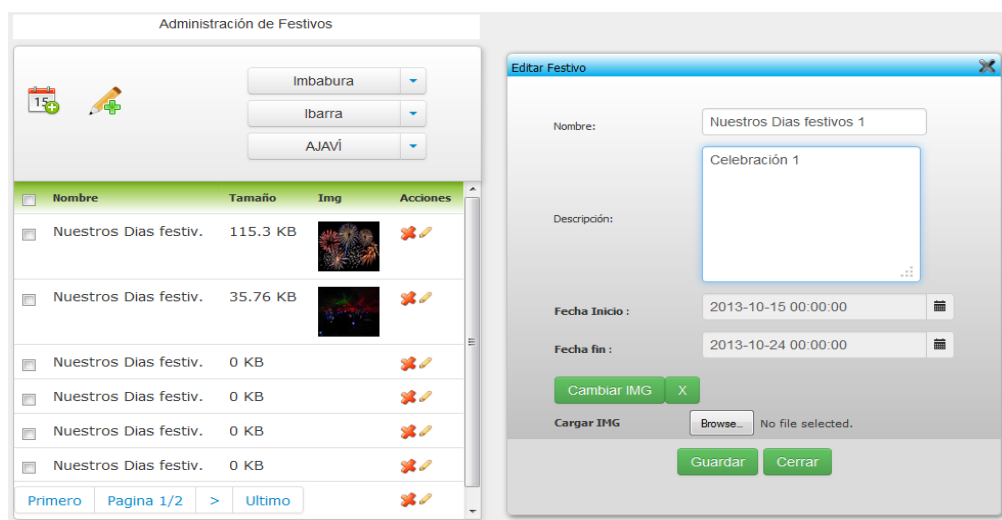 Administración de Festivos
15
Imbabura
Ibarra
AJAVÍ
Nombre Tamaño Img Acciones
Nuestros Dias festiv. 115.3 KB
Nuestros Dias festiv. 35.76 KB
Nuestros Dias festiv. 0 KB
Nuestros Dias festiv. 0 KB
Nuestros Dias festiv. 0 KB
Nuestros Dias festiv. 0 KB
Primero Pagina 1/2 > Ultimo
Editar Festivo
Nombre: Nuestros Dias festivos 1
Descripción: Celebración 1
Fecha Inicio : 2013-10-15 00:00:00
Fecha fin : 2013-10-24 00:00:00
Cambiar IMG X
Cargar IMG Browse... No file selected.
Guardar Cerrar